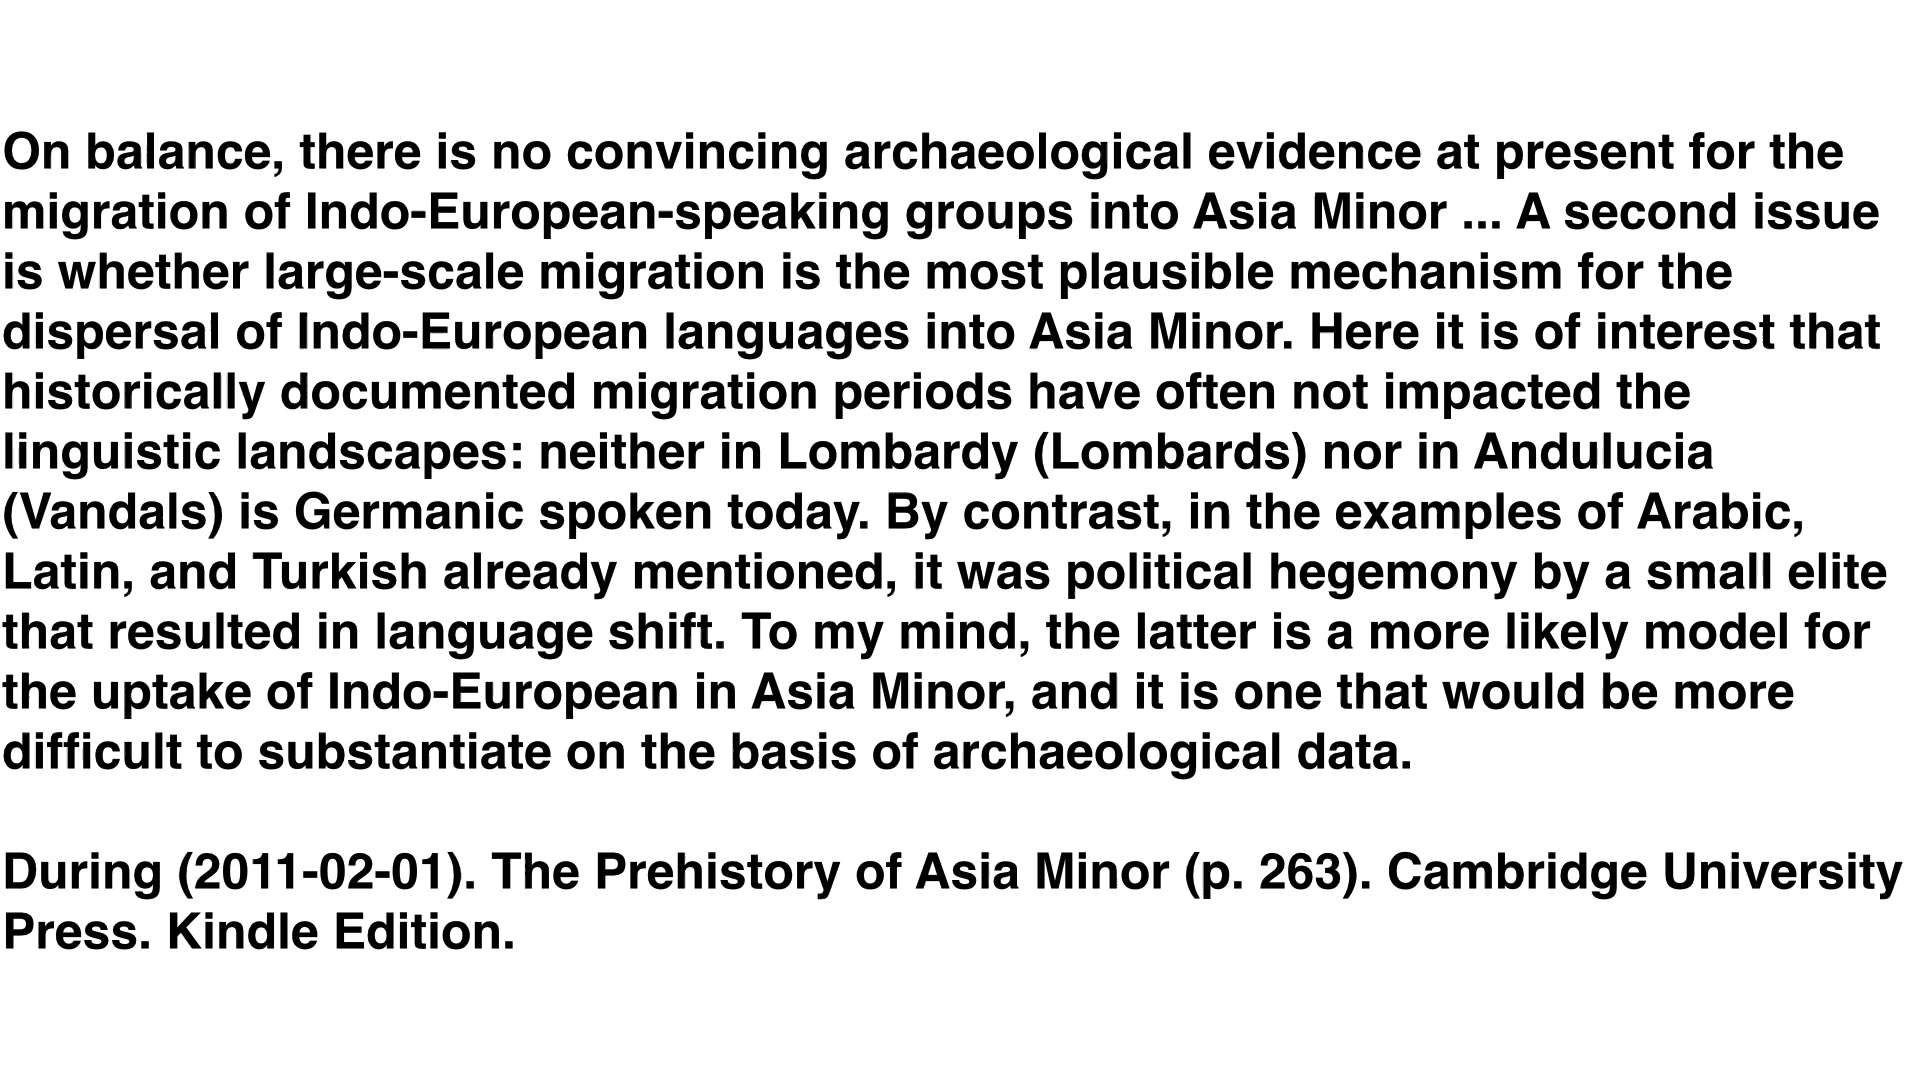 On balance, there is no convincing archaeological evidence at present for the
migration of Indo-European-speaking groups into Asia Minor ... A second issue
is whether large-scale migration is the most plausible mechanism for the
dispersal of Indo-European languages into Asia Minor. Here it is of interest that
historically documented migration periods have often not impacted the
linguistic landscapes: neither in Lombardy (Lombards) nor in Andulucia
(Vandals) is Germanic spoken today. By contrast, in the examples of Arabic,
Latin, and Turkish already mentioned, it was political hegemony by a small elite
that resulted in language shift. To my mind, the latter is a more likely model for
the uptake of Indo-European in Asia Minor, and it is one that would be more
difficult to substantiate on the basis of archaeological data.
During (2011-02-01). The Prehistory of Asia Minor (p. 263). Cambridge University
Press. Kindle Edition.